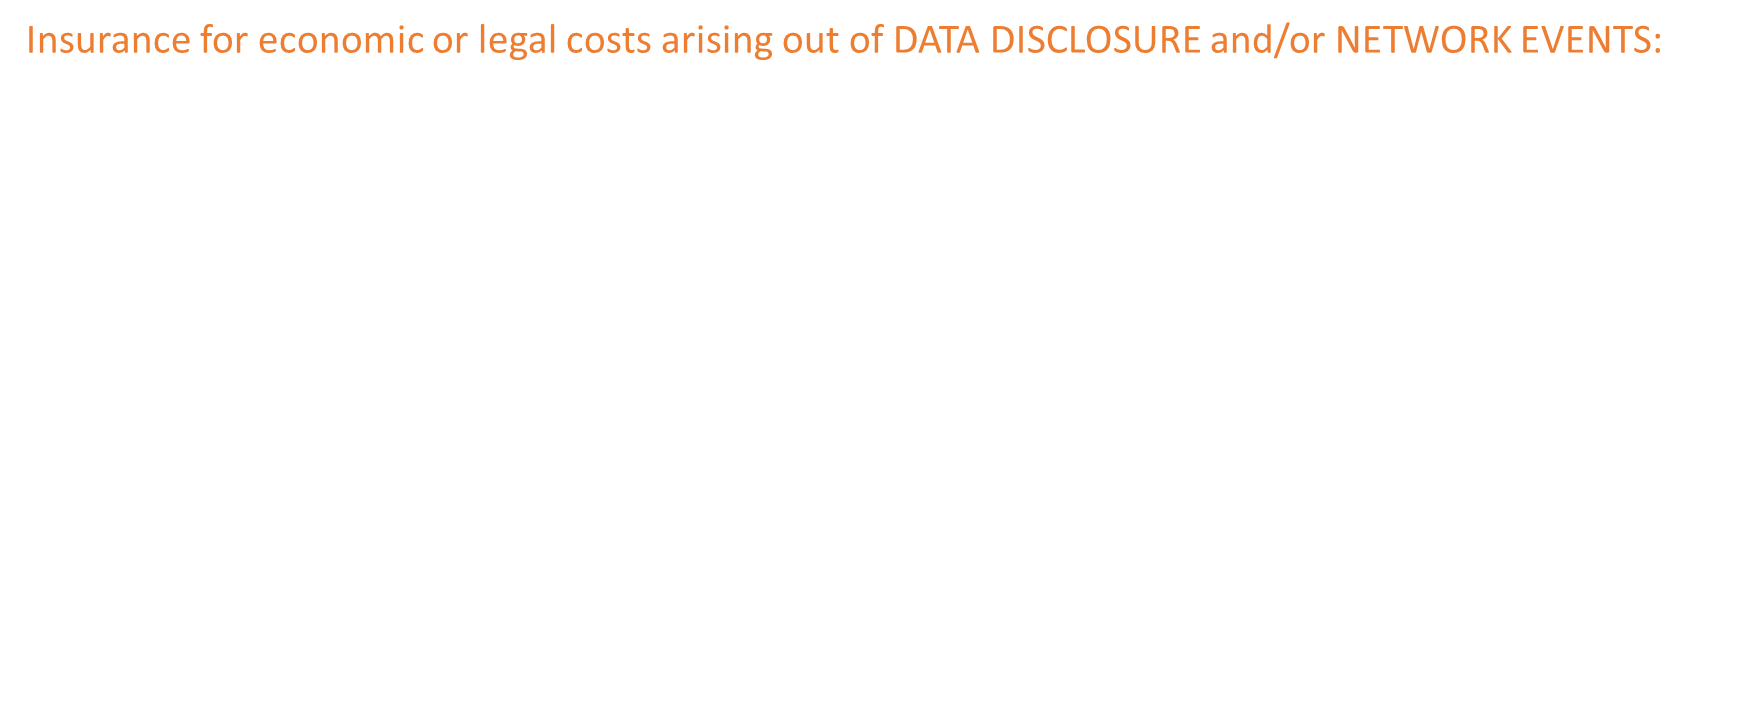 Insurance for economic or legal costs arising out of DATA DISCLOSURE and/or NETWORK EVENTS: